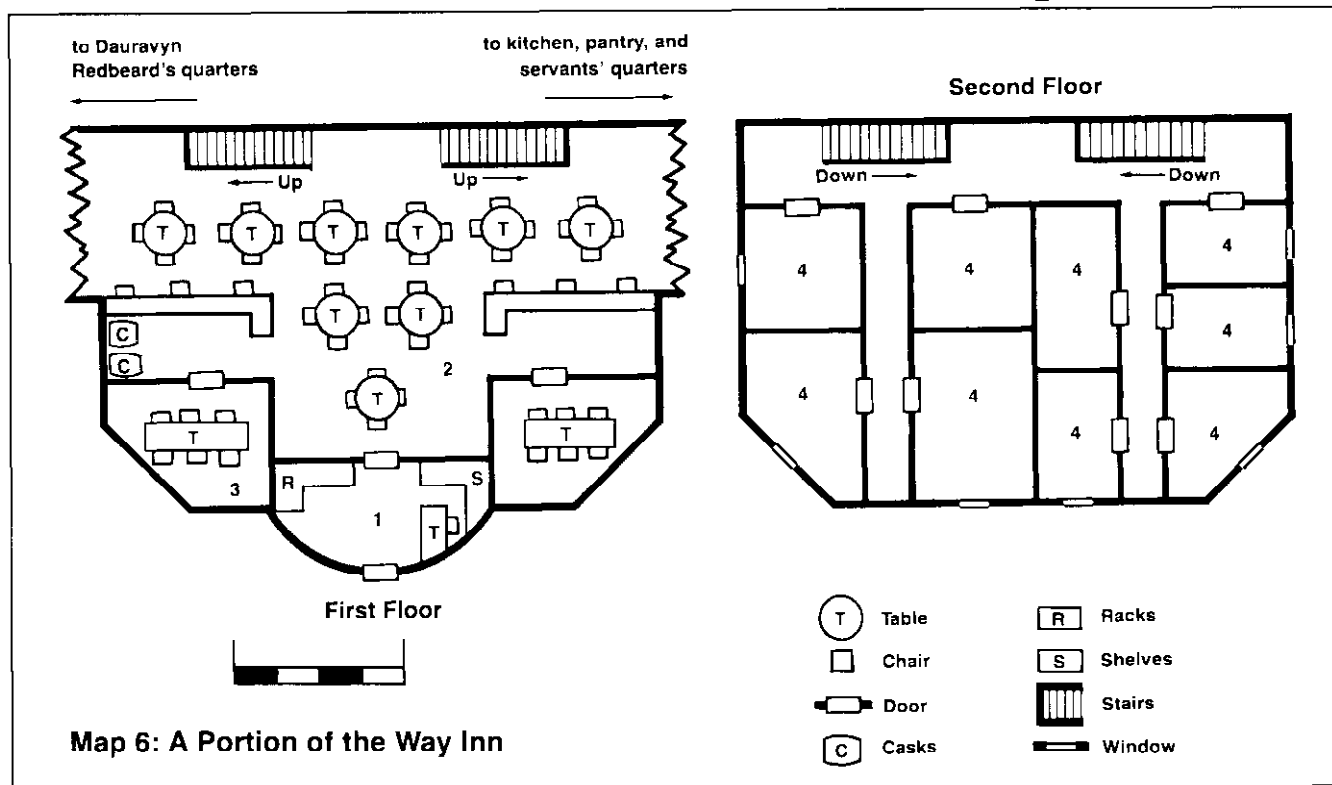 to Dauravyn
Redbeard's quarters
to kitchen, pantry, and
servants' quarters
Up
Up
T T T T T T
T T
C
C
2
T
T
T
3
R
S
1
T
First Floor
Second Floor
Down
Down
4 4 4 4
4
4 4 4 4
T Table
Chair
Door
C Casks
R Racks
S Shelves
Stairs
Window
Map 6: A Portion of the Way Inn